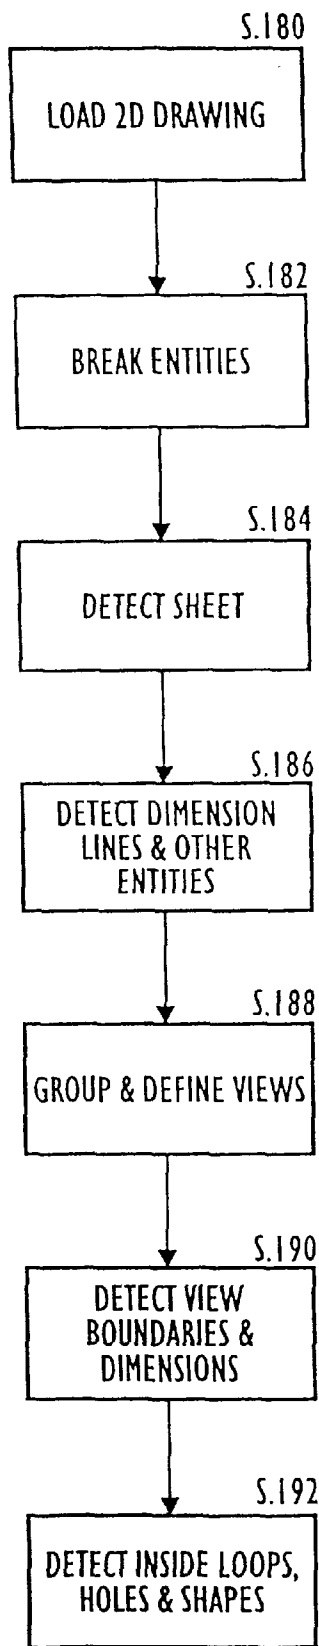 S.180
LOAD 2D DRAWING
S.182
BREAK ENTITIES
S.184
DETECT SHEET
S.186
DETECT DIMENSION
LINES & OTHER
ENTITIES
S.188
GROUP & DEFINE VIEWS
S.190
DETECT VIEW
BOUNDARIES &
DIMENSIONS
S.192
DETECT INSIDE LOOPS,
HOLES & SHAPES